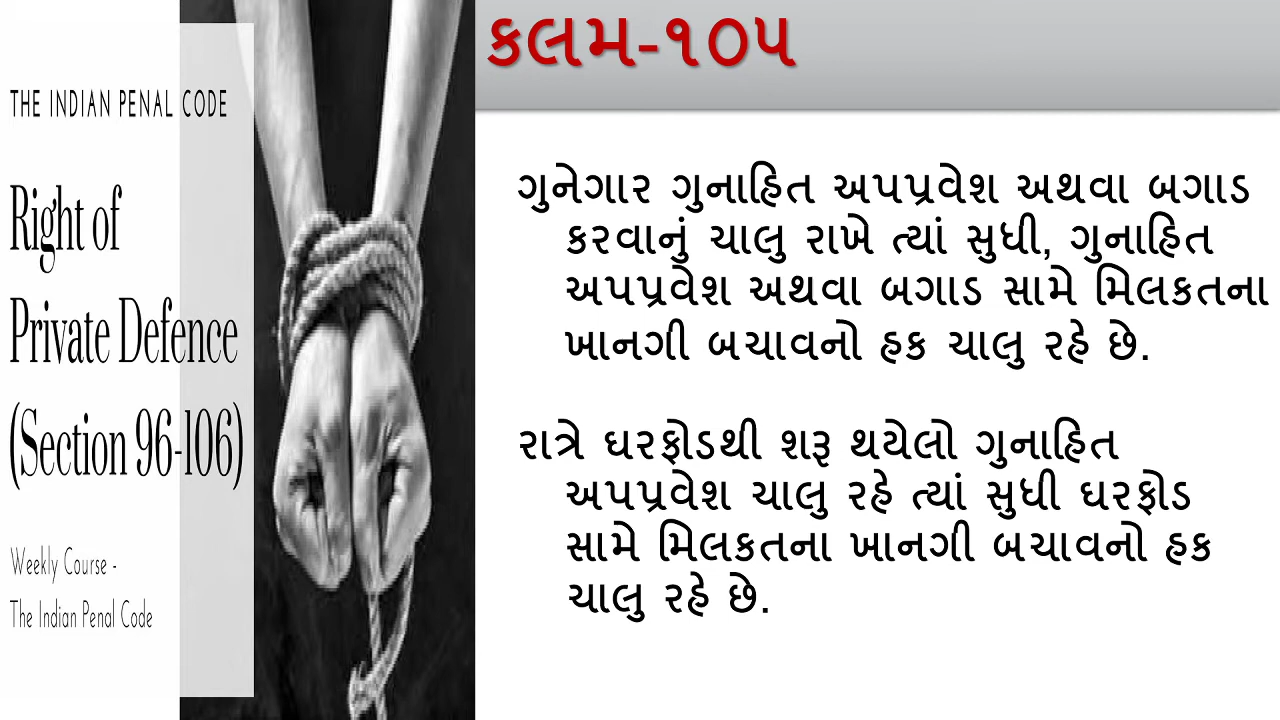 કલમ-૧૦૫
THE INDIAN PENAL CODE
Right of
Private Defence
(Section 96-106)
Weekly Course -
The Indian Penal Code
ગુનેગાર ગુનાહિત અપપ્રવેશ અથવા બગાડ
કરવાનું ચાલુ રાખે ત્યાં સુધી, ગુનાહિત
અપપ્રવેશ અથવા બગાડ સામે મિલકતના
ખાનગી બચાવનો હક ચાલુ રહે છે.
રાત્રે ઘરફોડથી શરૂ થયેલો ગુનાહિત
અપપ્રવેશ ચાલુ રહે ત્યાં સુધી ઘરફોડ
સામે મિલકતના ખાનગી બચાવનો હક
ચાલુ રહે છે.